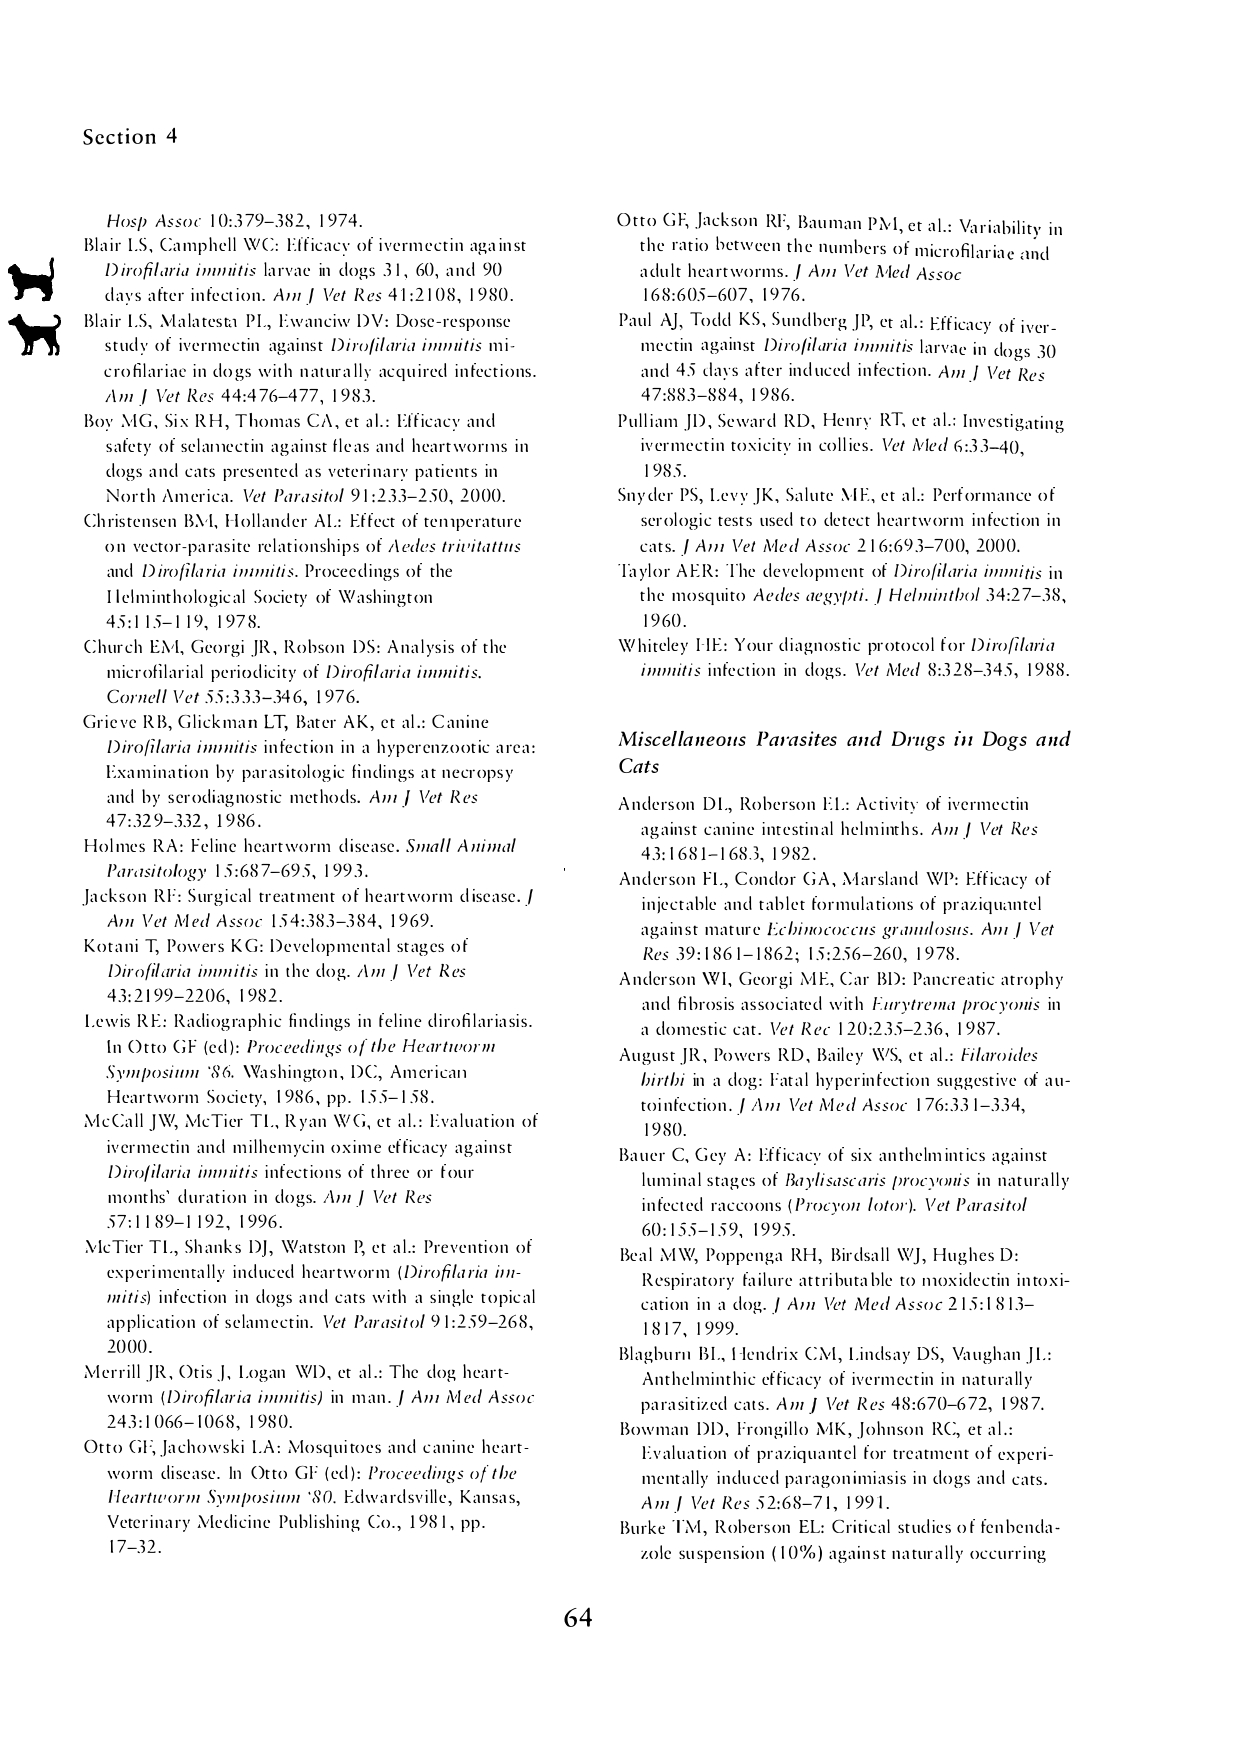 Section 4
Hosp Assoc 10:379–382, 1974.
Blair LS, Campbell WC: Efficacy of ivermectin against
Dirofilaria immitis larvae in dogs 31, 60, and 90
days after infection. Am J Vet Res 41:2108, 1980.
Blair LS, Malatesta PL, Ewanciw DV: Dose-response
study of ivermectin against Dirofilaria immitis mi-
crofilariae in dogs with naturally acquired infections.
Am J Vet Res 44:476–477, 1983.
Boy MG, Six RH, Thomas CA, et al.: Efficacy and
safety of selamectin against fleas and heartworms in
dogs and cats presented as veterinary patients in
North America. Vet Parasitol 91:233–250, 2000.
Christensen BM, Hollander AL: Effect of temperature
on vector-parasite relationships of Aedes trivitattus
and Dirofilaria immitis. Proceedings of the
Helminthological Society of Washington
45:115–119, 1978.
Church EM, Georgi JR, Robson DS: Analysis of the
microfilarial periodicity of Dirofilaria immitis.
Cornell Vet 55:333–346, 1976.
Grieve RB, Glickman LT, Bater AK, et al.: Canine
Dirofilaria immitis infection in a hyperenzootic area:
Examination by parasitologic findings at necropsy
and by serodiagnostic methods. Am J Vet Res
47:329–332, 1986.
Holmes RA: Feline heartworm disease. Small Animal
Parasitology 15:687–695, 1993.
Jackson RF: Surgical treatment of heartworm disease. J
Am Vet Med Assoc 154:383–384, 1969.
Kotani T, Powers KG: Developmental stages of
Dirofilaria immitis in the dog. Am J Vet Res
43:2199–2206, 1982.
Lewis RE: Radiographic findings in feline dirofilariasis.
In Otto GF (ed): Proceedings of the Heartworm
Symposium ‘86. Washington, DC, American
Heartworm Society, 1986, pp. 155–158.
McCall JW, McTier TL, Ryan WG, et al.: Evaluation of
ivermectin and milbemycin oxime efficacy against
Dirofilaria immitis infections of three or four
months’ duration in dogs. Am J Vet Res
57:1189–1192, 1996.
McTier TL, Shanks DJ, Watston P, et al.: Prevention of
experimentally induced heartworm (Dirofilaria im-
mitis) infection in dogs and cats with a single topical
application of selamectin. Vet Parasitol 91:259–268,
2000.
Merrill JR, Otis J, Logan WD, et al.: The dog heart-
worm (Dirofilaria immitis) in man. J Am Med Assoc
243:1066–1068, 1980.
Otto GF, Jachowski LA: Mosquitoes and canine heart-
worm disease. In Otto GF (ed): Proceedings of the
Heartworm Symposium ‘80. Edwardsville, Kansas,
Veterinary Medicine Publishing Co., 1981, pp.
17–32.
Otto GF, Jackson RF, Bauman PM, et al.: Variability in
the ratio between the numbers of microfilariae and
adult heartworms. J Am Vet Med Assoc
168:605–607, 1976.
Paul AJ, Todd KS, Sundberg JP, et al.: Efficacy of iver-
mectin against Dirofilaria immitis larvae in dogs 30
and 45 days after induced infection. Am J Vet Res
47:883–884, 1986.
Pulliam JD, Seward RD, Henry RT, et al.: Investigating
ivermectin toxicity in collies. Vet Med 6:33–40,
1985.
Snyder PS, Levy JK, Salute ME, et al.: Performance of
serologic tests used to detect heartworm infection in
cats. J Am Vet Med Assoc 216:693–700, 2000.
Taylor AER: The development of Dirofilaria immitis in
the mosquito Aedes aegypti. J Helminthol 34:27–38,
1960.
Whiteley HE: Your diagnostic protocol for Dirofilaria
immitis infection in dogs. Vet Med 8:328–345, 1988.
Miscellaneous Parasites and Drugs in Dogs and
Cats
Anderson DL, Roberson EL: Activity of ivermectin
against canine intestinal helminths. Am J Vet Res
43:1681–1683, 1982.
Anderson FL, Condor GA, Marsland WP: Efficacy of
injectable and tablet formulations of praziquantel
against mature Echinococcus granulosus. Am J Vet
Res 39:1861–1862; 15:256–260, 1978.
Anderson WI, Georgi ME, Car BD: Pancreatic atrophy
and fibrosis associated with Eurytrema procyonis in
a domestic cat. Vet Rec 120:235–236, 1987.
August JR, Powers RD, Bailey WS, et al.: Filaroides
hirthi in a dog: Fatal hyperinfection suggestive of au-
toinfection. J Am Vet Med Assoc 176:331–334,
1980.
Bauer C, Gey A: Efficacy of six anthelmintics against
luminal stages of Baylisascaris procyonis in naturally
infected raccoons (Procyon lotor). Vet Parasitol
60:155–159, 1995.
Beal MW, Poppenga RH, Birdsall WJ, Hughes D:
Respiratory failure attributable to moxidectin intoxi-
cation in a dog. J Am Vet Med Assoc 215:1813–
1817, 1999.
Blagburn BL, Hendrix CM, Lindsay DS, Vaughan JL:
Anthelminthic efficacy of ivermectin in naturally
parasitized cats. Am J Vet Res 48:670–672, 1987.
Bowman DD, Frongillo MK, Johnson RC, et al.:
Evaluation of praziquantel for treatment of experi-
mentally induced paragonimiasis in dogs and cats.
Am J Vet Res 52:68–71, 1991.
Burke TM, Roberson EL: Critical studies of fenbenda-
zole suspension (10%) against naturally occurring
64